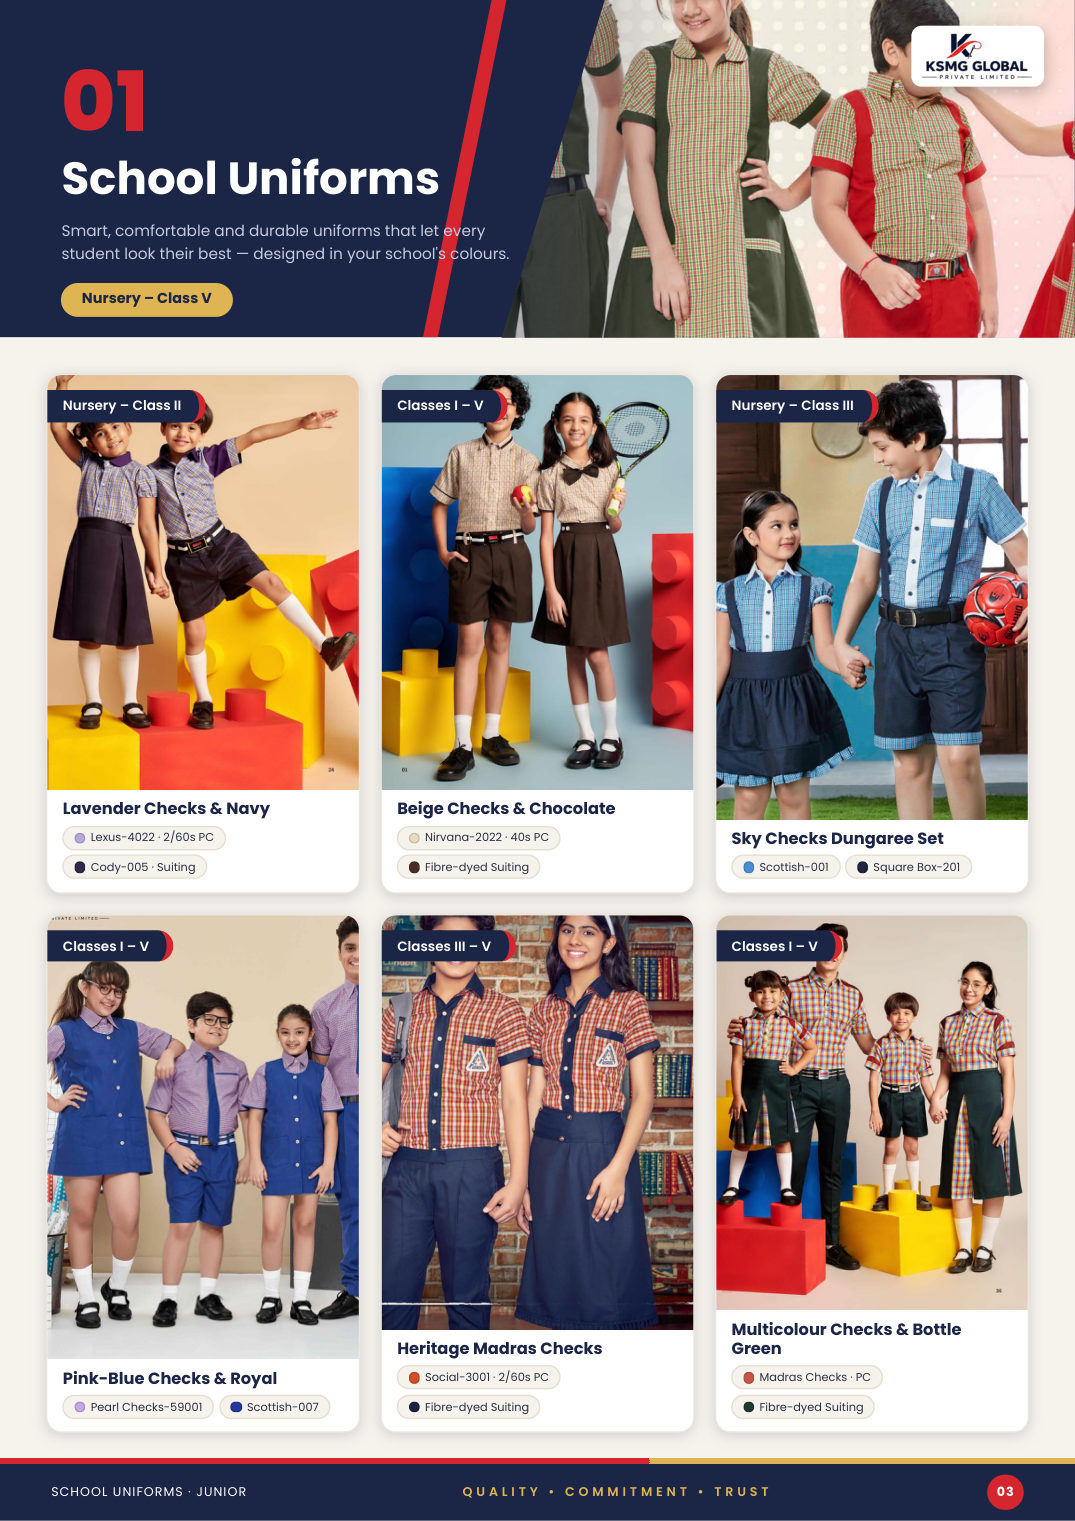 KSMG GLOBAL
PRIVATE LIMITED
01
School Uniforms
Smart, comfortable and durable uniforms that let every
student look their best — designed in your school's colours.
Nursery – Class V
Nursery – Class II
Lavender Checks & Navy
Lexus-4022 · 2/60s PC
Cody-005 · Suiting
Classes I – V
Beige Checks & Chocolate
Nirvana-2022 · 40s PC
Fibre-dyed Suiting
Nursery – Class III
Sky Checks Dungaree Set
Scottish-001
Square Box-201
Classes I – V
Pink-Blue Checks & Royal
Pearl Checks-59001
Scottish-007
Classes III – V
Heritage Madras Checks
Social-3001 · 2/60s PC
Fibre-dyed Suiting
Classes I – V
36
Multicolour Checks & Bottle
Green
Madras Checks · PC
Fibre-dyed Suiting
SCHOOL UNIFORMS · JUNIOR
QUALITY • COMMITMENT • TRUST
03